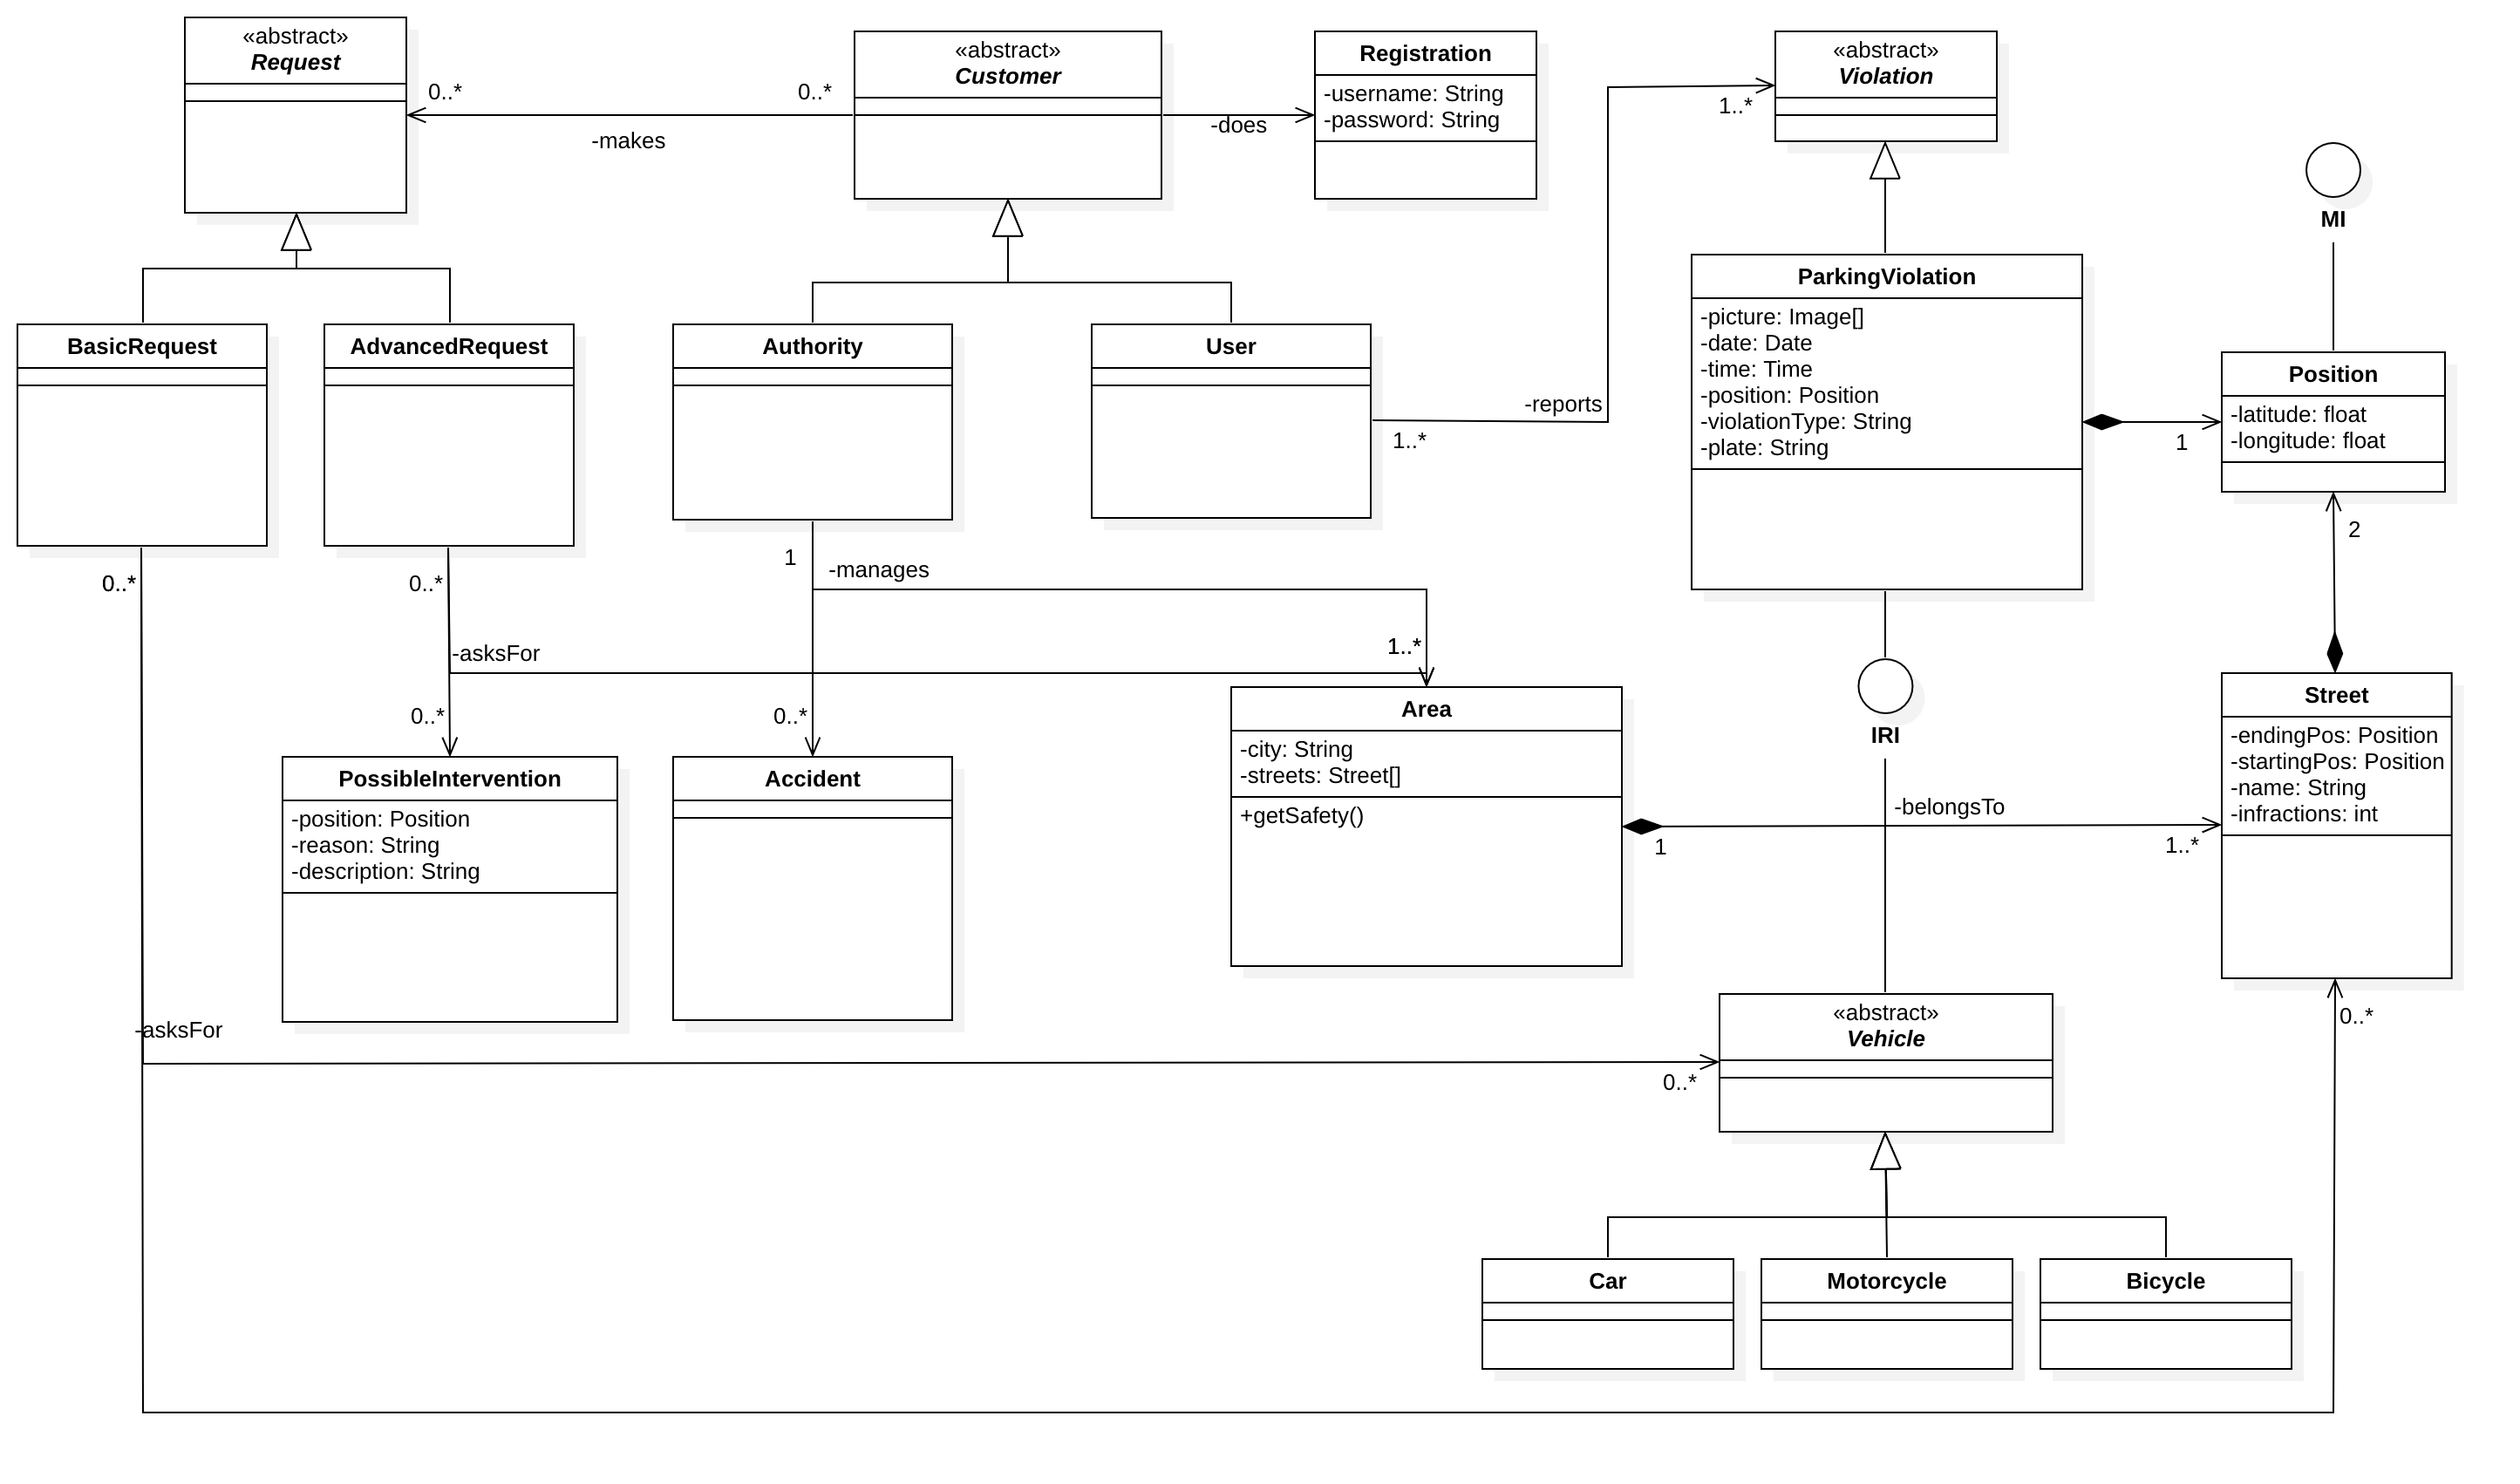 «abstract»
Request
0..*
0..*
-makes
«abstract»
Customer
-does
Registration
-username: String
-password: String
«abstract»
Violation
1..*
MI
BasicRequest
AdvancedRequest
Authority
User
-reports
1..*
ParkingViolation
-picture: Image[]
-date: Date
-time: Time
-position: Position
-violationType: String
-plate: String
1
Position
-latitude: float
-longitude: float
2
0..*
0..*
1
-manages
-asksFor
1..*
0..*
0..*
PossibleIntervention
-position: Position
-reason: String
-description: String
Accident
Area
-city: String
-streets: Street[]
+getSafety()
1
IRI
-belongsTo
1..*
Street
-endingPos: Position
-startingPos: Position
-name: String
-infractions: int
0..*
-asksFor
0..*
«abstract»
Vehicle
Car
Motorcycle
Bicycle